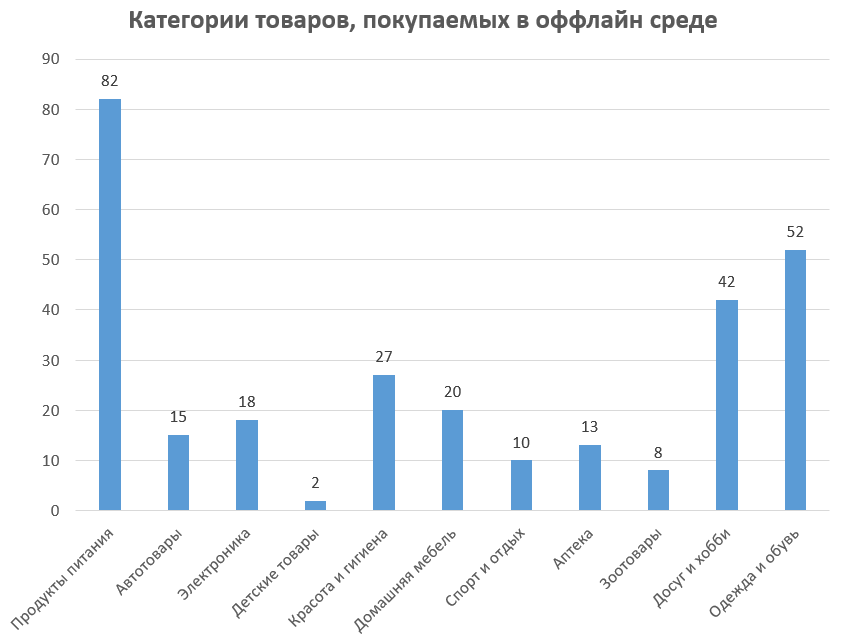 Категории товаров, покупаемых в оффлайн среде
90
80
70
60
50
40
30
20
10
0
82
15
18
2
27
20
10
13
8
42
52
Продукты питания
Автотовары
Электроника
Детские товары
Красота и гигиена
Домашняя мебель
Спорт и отдых
Аптека
Зоотовары
Досуг и хобби
Одежда и обувь